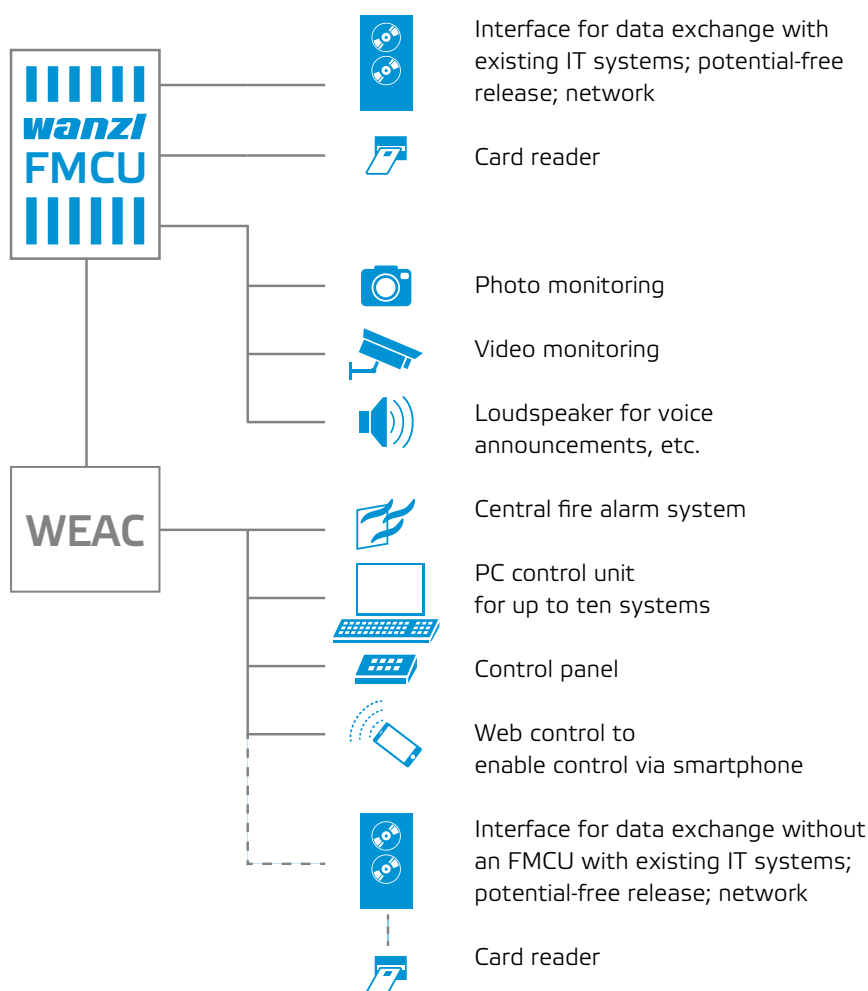 Interface for data exchange with
existing IT systems; potential-free
release; network
wanzl
FMCU
Card reader
Photo monitoring
Video monitoring
Loudspeaker for voice
announcements, etc.
WEAC
Central fire alarm system
PC control unit
for up to ten systems
Control panel
Web control to
enable control via smartphone
Interface for data exchange without
an FMCU with existing IT systems;
potential-free release; network
Card reader